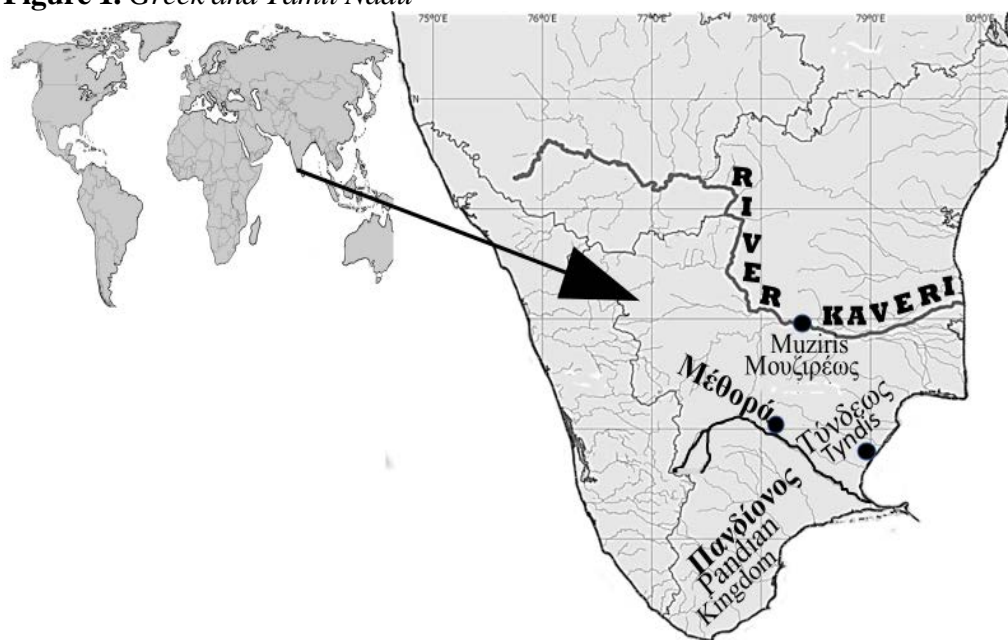 Figure 1. Greek and Tamil Nadu
75°0'E 76°0'E 77°0'E 78°0'E 79°0'E 80°0'E
N
RIVER KAVERI
Muziris
Μουζιρέως
Μέθορά
Τύνδεως
Tyndis
Πανδίονος
Pandian
Kingdom